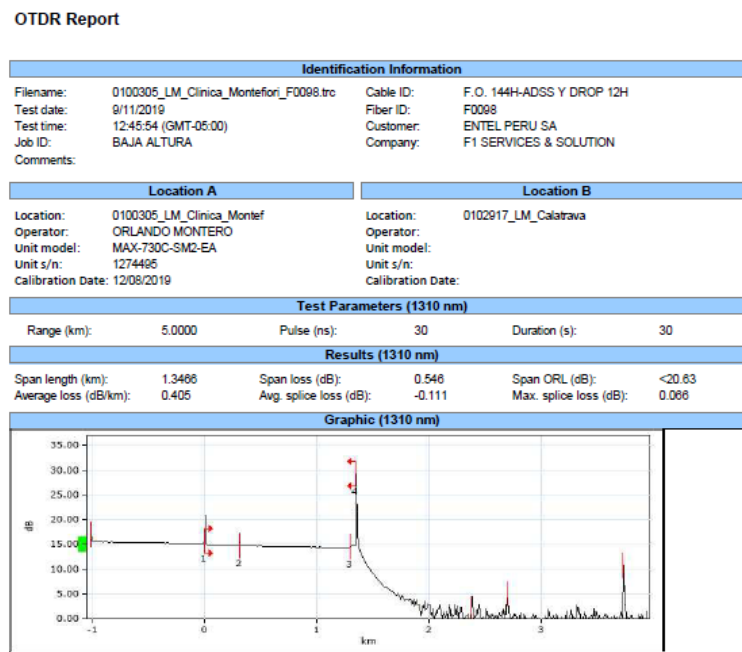 OTDR Report
Identification Information
Filename: 0100305_LM_Clinica_Montefiori_F0098.trc Cable ID: F.O. 144H-ADSS Y DROP 12H
Test date: 9/11/2019 Fiber ID: F0098
Test time: 12:45:54 (GMT-05:00) Customer: ENTEL PERU SA
Job ID: BAJA ALTURA Company: F1 SERVICES & SOLUTION
Comments:
Location A Location B
Location: 0100305_LM_Clinica_Montef Location: 0102917_LM_Calatrava
Operator: ORLANDO MONTERO Operator:
Unit model: MAX-730C-SM2-EA Unit model:
Unit s/n: 1274495 Unit s/n:
Calibration Date: 12/08/2019 Calibration Date:
Test Parameters (1310 nm)
Range (km): 5.0000 Pulse (ns): 30 Duration (s): 30
Results (1310 nm)
Span length (km): 1.3466 Span loss (dB): 0.546 Span ORL (dB): <20.63
Average loss (dB/km): 0.405 Avg. splice loss (dB): -0.111 Max. splice loss (dB): 0.066
Graphic (1310 nm)
35.00
30.00
25.00
20.00
15.00
10.00
5.00
0.00
dB
1 2 3 4
-1 0 1 2 3
km